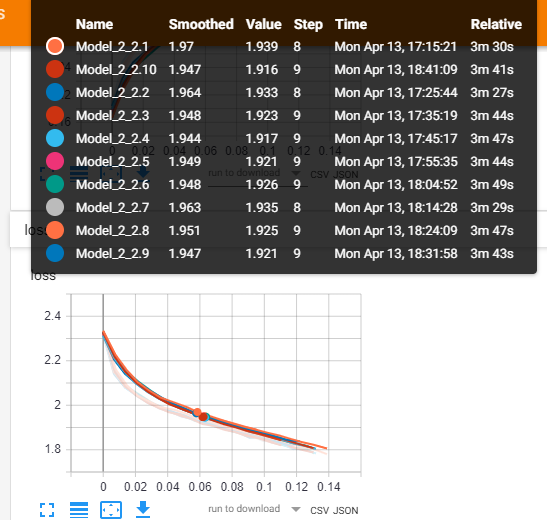 s
Name Smoothed Value Step Time Relative
Model_2_2.1 1.97 1.939 8 Mon Apr 13, 17:15:21 3m 30s
Model_2_2.10 1.947 1.916 9 Mon Apr 13, 18:41:09 3m 41s
Model_2_2.2 1.964 1.933 8 Mon Apr 13, 17:25:44 3m 27s
Model_2_2.3 1.948 1.923 9 Mon Apr 13, 17:35:19 3m 44s
Model_2_2.4 1.944 1.917 9 Mon Apr 13, 17:45:17 3m 47s
0 0.02 0.04 0.06 0.08 0.1 0.12 0.14
Model_2_2.5 1.949 1.921 9 Mon Apr 13, 17:55:35 3m 44s
run to download CSV JSON
Model_2_2.6 1.948 1.926 9 Mon Apr 13, 18:04:52 3m 49s
Model_2_2.7 1.963 1.935 8 Mon Apr 13, 18:14:28 3m 29s
Model_2_2.8 1.951 1.925 9 Mon Apr 13, 18:24:09 3m 47s
Model_2_2.9 1.947 1.921 9 Mon Apr 13, 18:31:58 3m 43s
loss
2.4
2.2
2
1.8
0 0.02 0.04 0.06 0.08 0.1 0.12 0.14
run to download CSV JSON